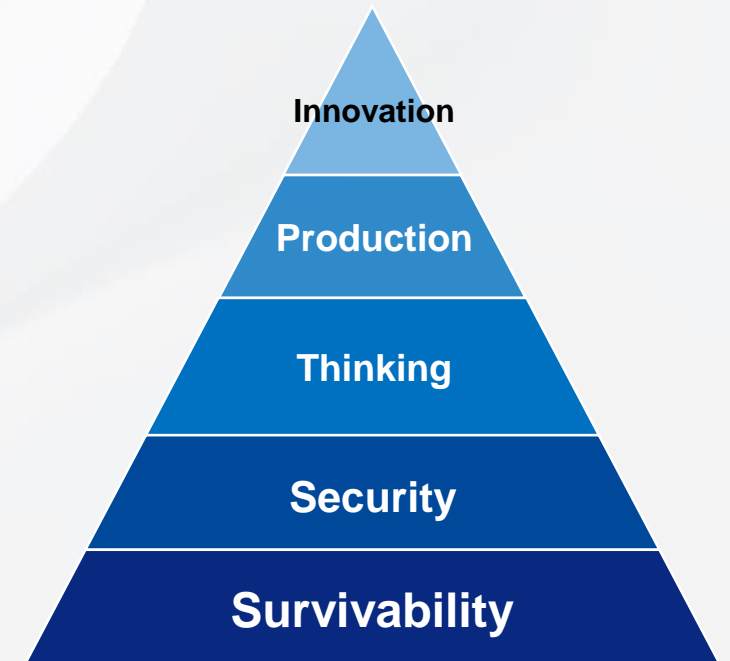 Innovation
Production
Thinking
Security
Survivability